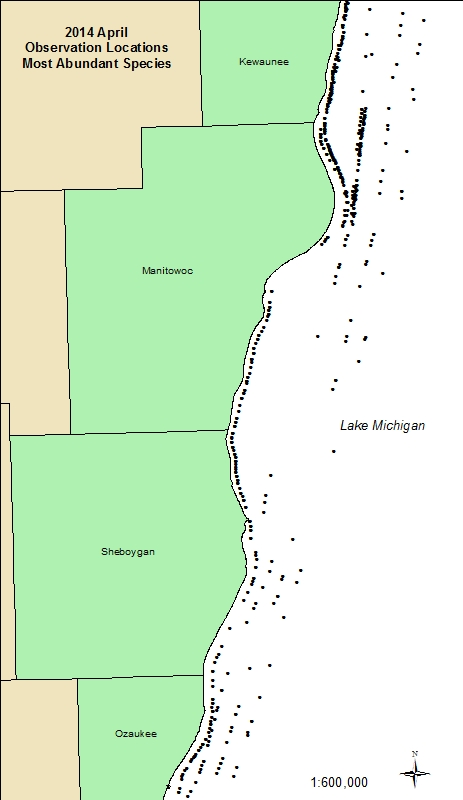 2014 April
Observation Locations
Most Abundant Species
Kewaunee
Manitowoc
Lake Michigan
Sheboygan
Ozaukee
N
1:600,000